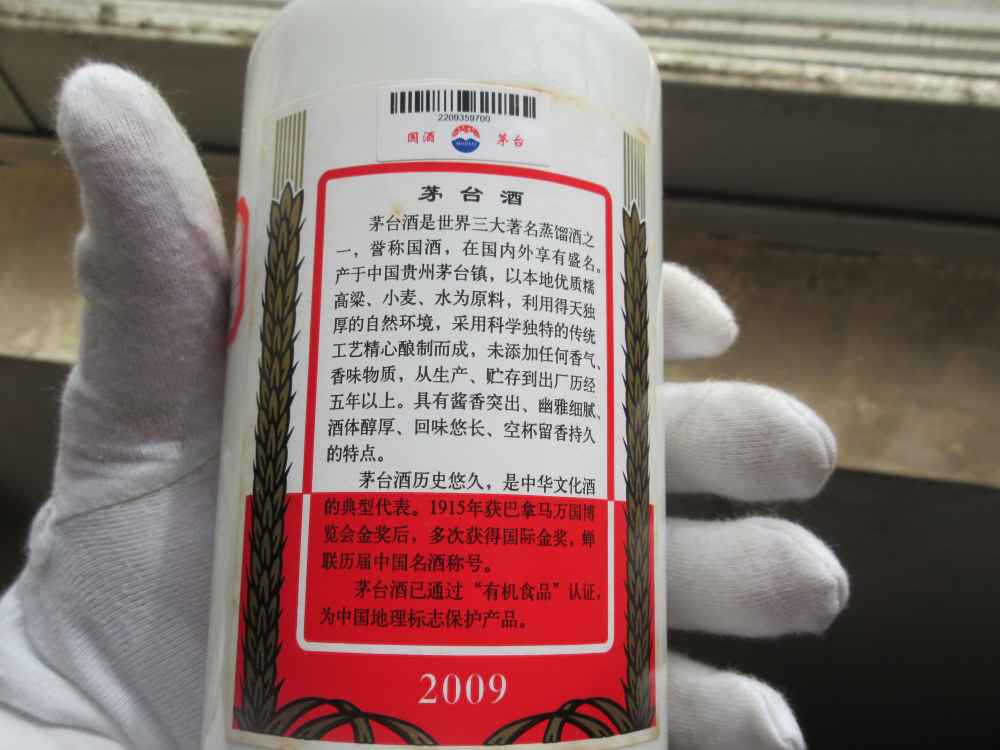 2209359700
国酒 茅台
茅台酒
茅台酒是世界三大著名蒸馏酒之
一，誉称国酒，在国内外享有盛名。
产于中国贵州茅台镇，以本地优质糯
高粱、小麦、水为原料，利用得天独
厚的自然环境，采用科学独特的传统
工艺精心酿制而成，未添加任何香气、
香味物质，从生产、贮存到出厂历经
五年以上。具有酱香突出、幽雅细腻、
酒体醇厚、回味悠长、空杯留香持久
的特点。
茅台酒历史悠久，是中华文化酒
的典型代表。1915年获巴拿马万国博
览会金奖后，多次获得国际金奖，蝉
联历届中国名酒称号。
茅台酒已通过“有机食品”认证，
为中国地理标志保护产品。
2009